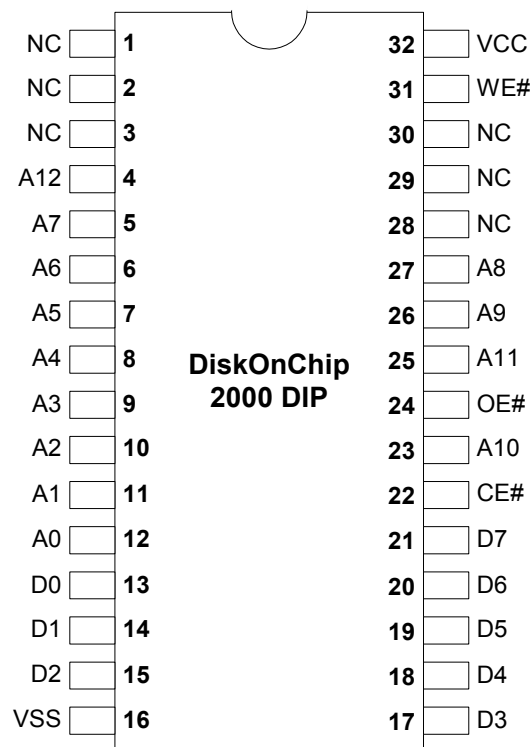 NC 1 32 VCC
NC 2 31 WE#
NC 3 30 NC
A12 4 29 NC
A7 5 28 NC
A6 6 27 A8
A5 7 26 A9
A4 8 25 A11
DiskOnChip
2000 DIP
A3 9 24 OE#
A2 10 23 A10
A1 11 22 CE#
A0 12 21 D7
D0 13 20 D6
D1 14 19 D5
D2 15 18 D4
VSS 16 17 D3